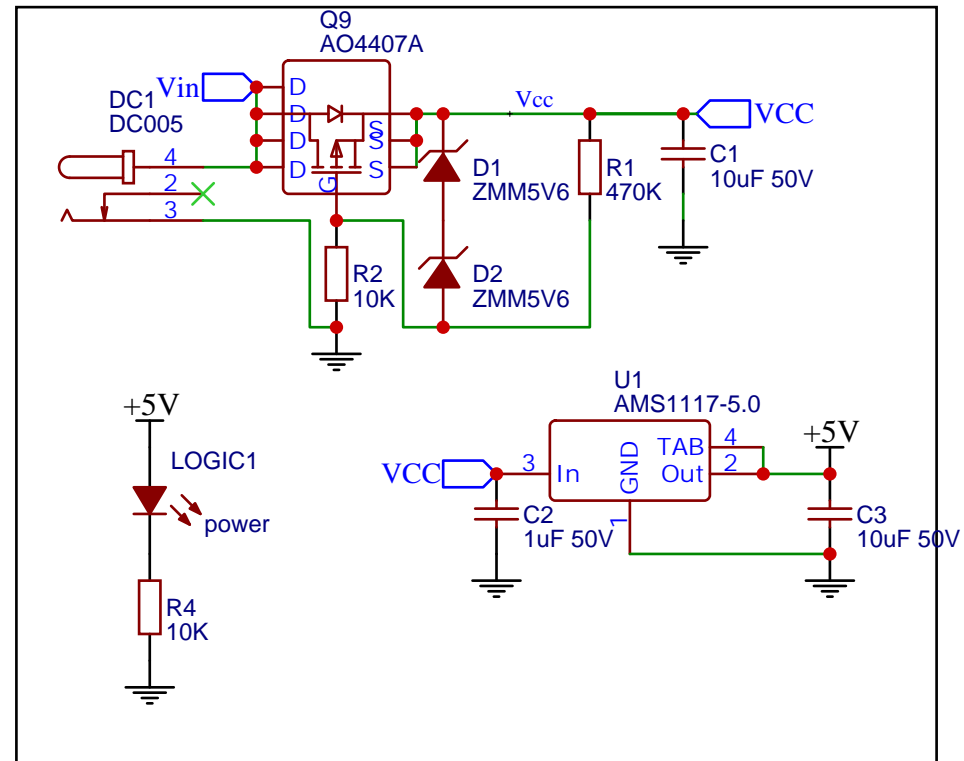 Q9
AO4407A
Vin
D
D
D
D
S
S
S
G
Vcc
VCC
DC1
DC005
4
2
3
D1
ZMM5V6
R1
470K
C1
10uF 50V
R2
10K
D2
ZMM5V6
+5V
LOGIC1
power
R4
10K
U1
AMS1117-5.0
VCC
3
In
GND
1
TAB
4
Out
2
+5V
C2
1uF 50V
C3
10uF 50V